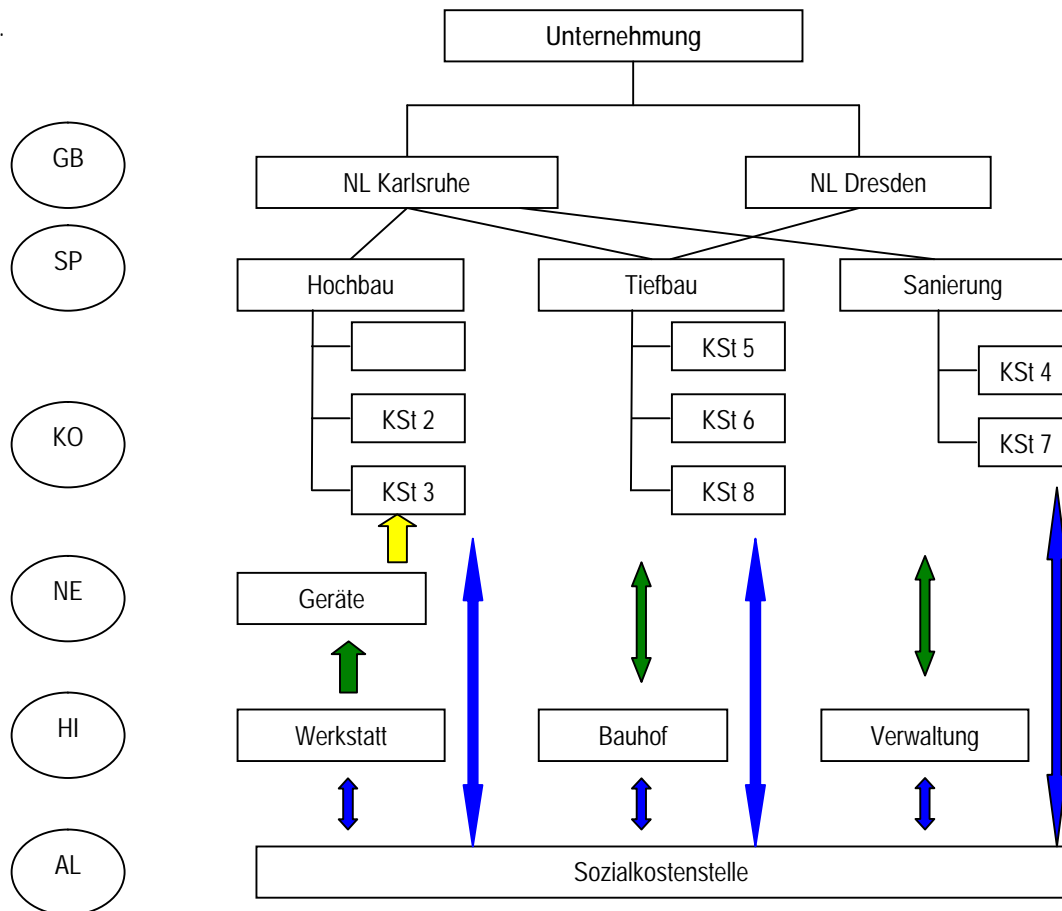 .
Unternehmung
GB
NL Karlsruhe
NL Dresden
SP
Hochbau
Tiefbau
Sanierung
KSt 5
KSt 4
KO
KSt 2
KSt 6
KSt 7
KSt 3
KSt 8
NE
Geräte
HI
Werkstatt
Bauhof
Verwaltung
AL
Sozialkostenstelle